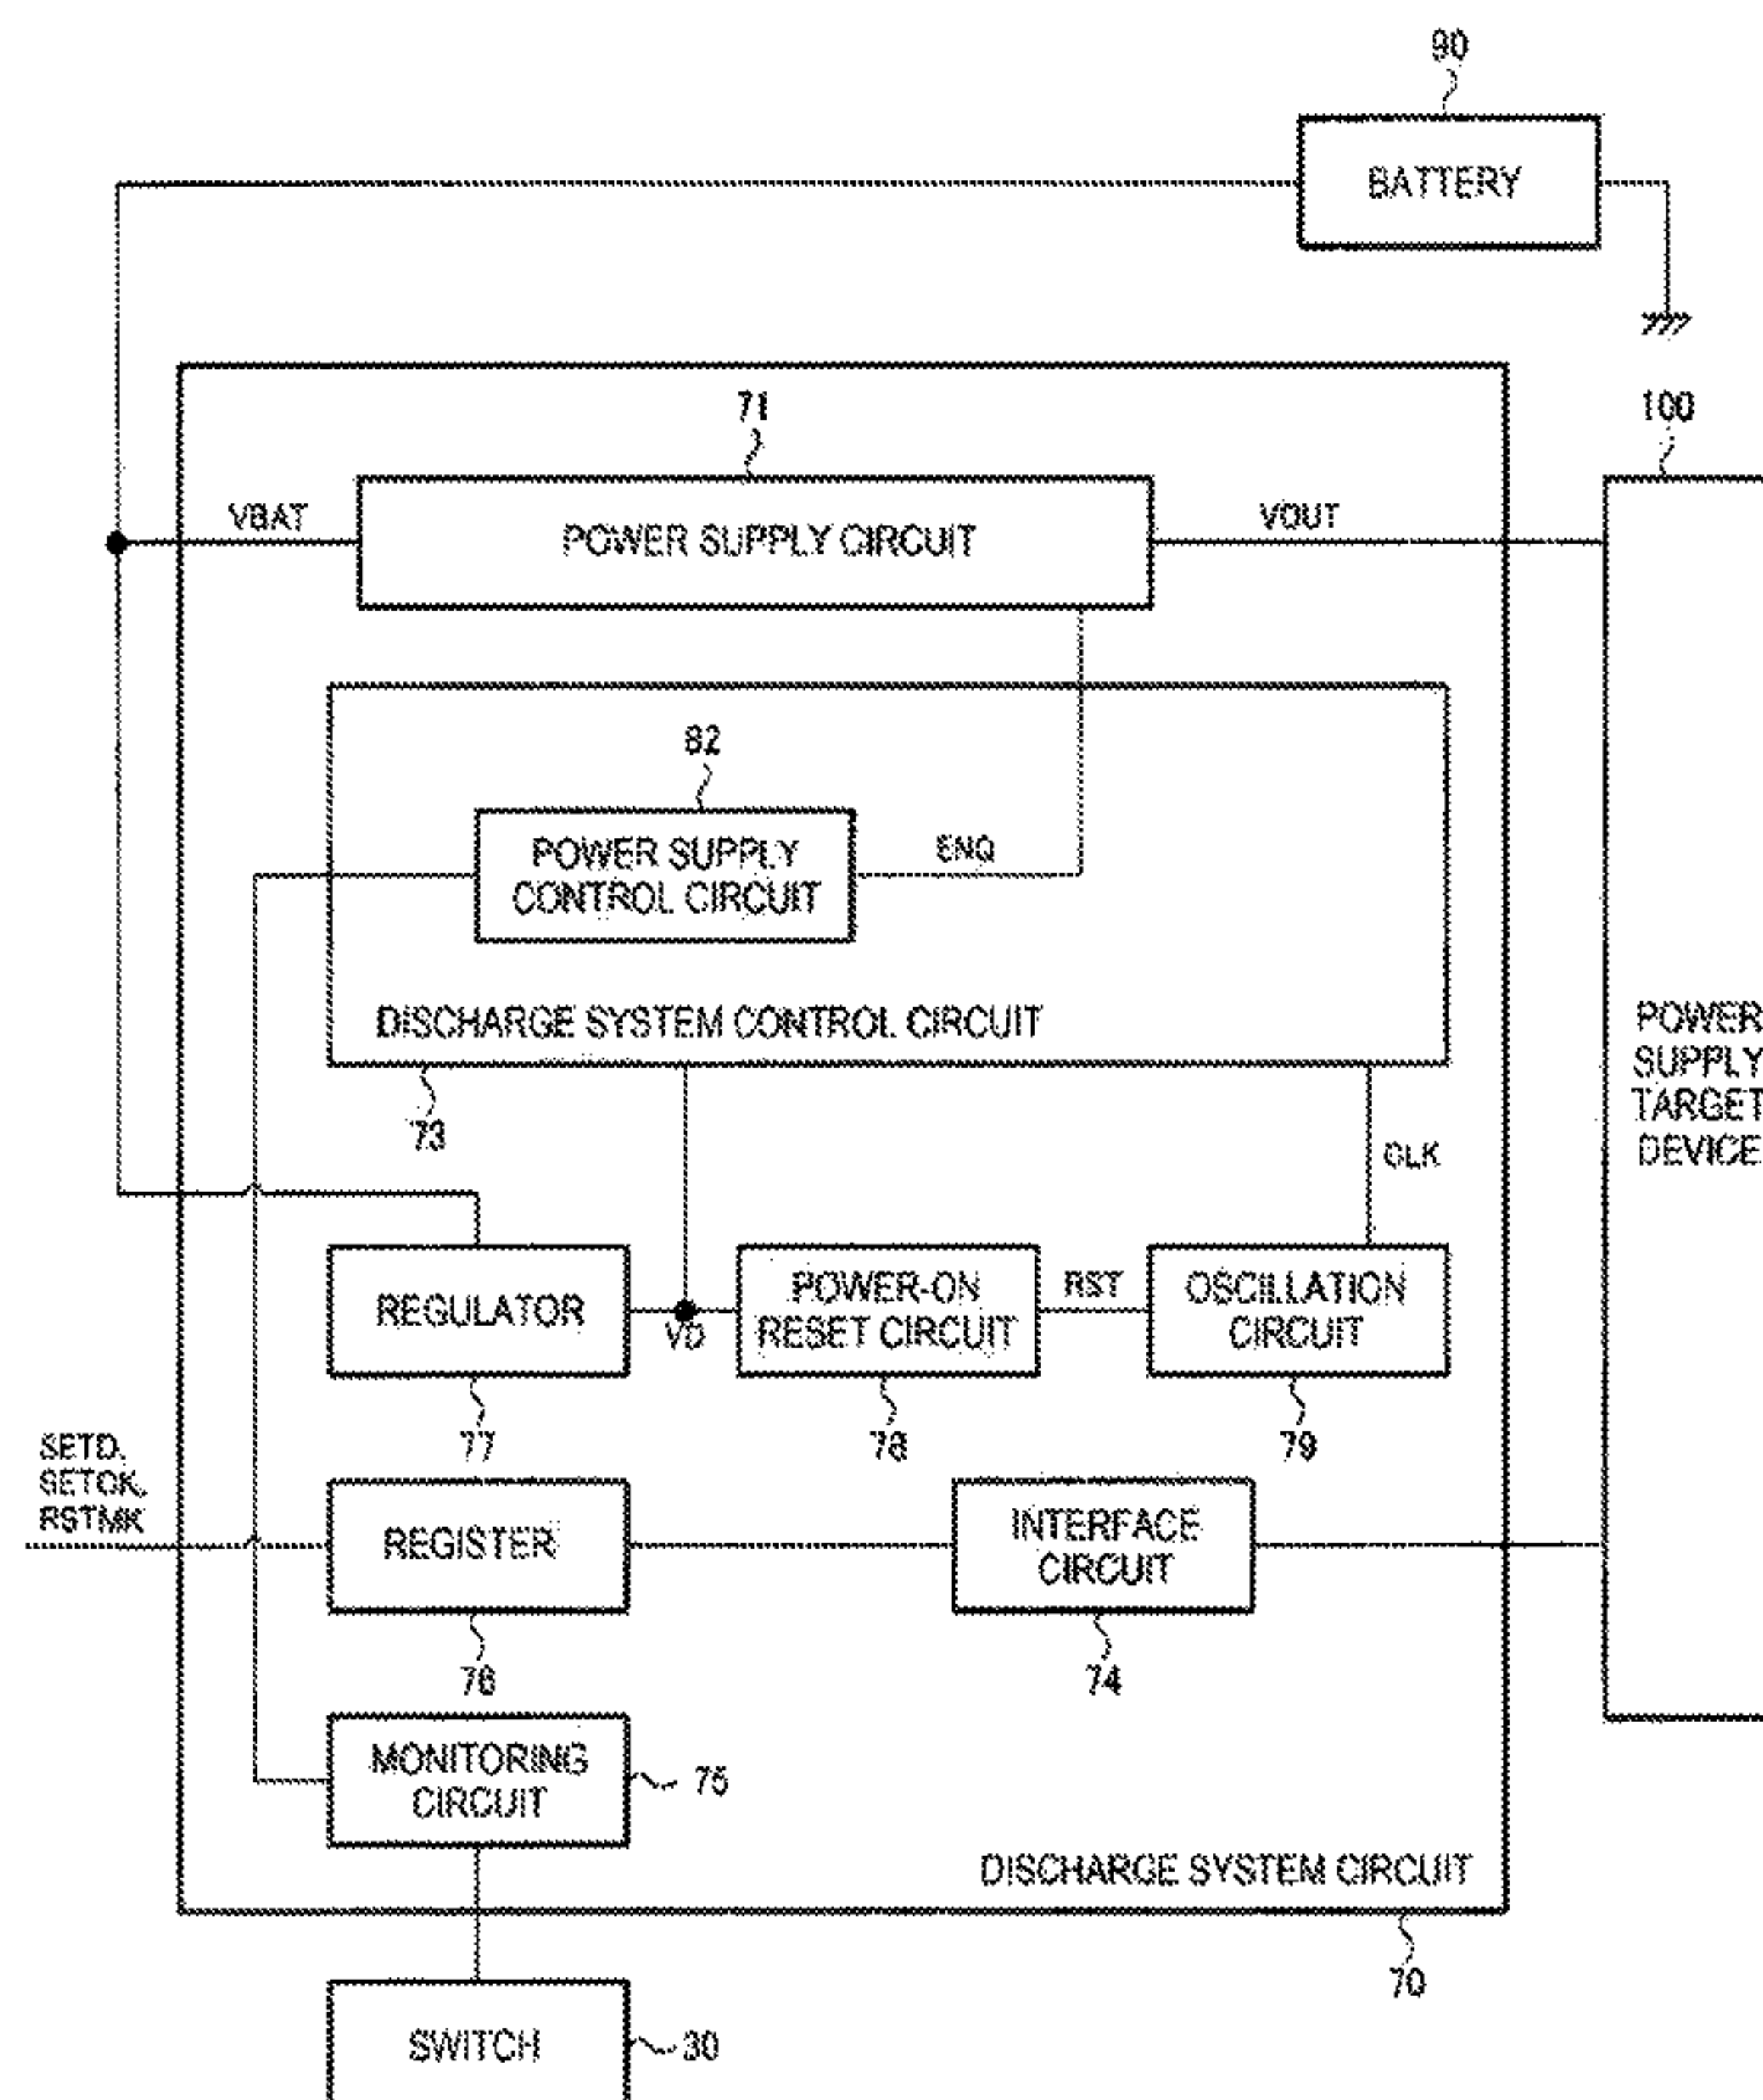 90
BATTERY
71
100
VBAT
POWER SUPPLY CIRCUIT
VOUT
82
POWER SUPPLY
CONTROL CIRCUIT
ENQ
DISCHARGE SYSTEM CONTROL CIRCUIT
73
POWER
SUPPLY
TARGET
DEVICE
CLK
REGULATOR
VD
POWER-ON
RESET CIRCUIT
RST
OSCILLATION
CIRCUIT
77
78
79
SETD,
SETCK,
RSTMK
REGISTER
INTERFACE
CIRCUIT
76
74
MONITORING
CIRCUIT
75
DISCHARGE SYSTEM CIRCUIT
70
SWITCH
30